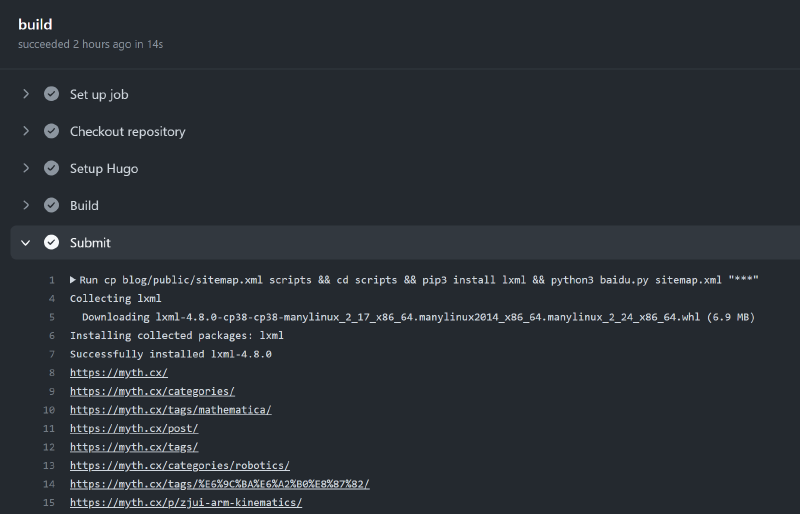 build
succeeded 2 hours ago in 14s
Set up job
Checkout repository
Setup Hugo
Build
Submit
1 Run cp blog/public/sitemap.xml scripts && cd scripts && pip3 install lxml && python3 baidu.py sitemap.xml "***"
4 Collecting lxml
5 Downloading lxml-4.8.0-cp38-cp38-manylinux_2_17_x86_64.manylinux2014_x86_64.manylinux_2_24_x86_64.whl (6.9 MB)
6 Installing collected packages: lxml
7 Successfully installed lxml-4.8.0
8 https://myth.cx/
9 https://myth.cx/categories/
10 https://myth.cx/tags/mathematica/
11 https://myth.cx/post/
12 https://myth.cx/tags/
13 https://myth.cx/categories/robotics/
14 https://myth.cx/tags/%E6%9C%BA%E6%A2%B0%E8%87%82/
15 https://myth.cx/p/zjui-arm-kinematics/